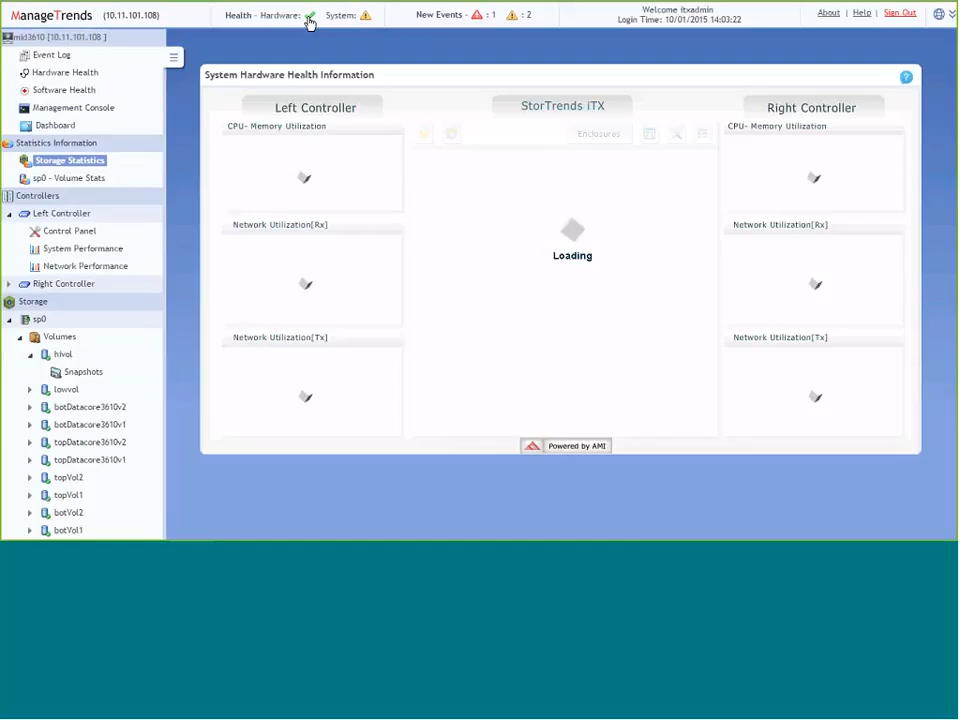 ManageTrends (10.11.101.108)
Health - Hardware: System:
New Events - : 1 : 2
Welcome itxadmin
Login Time: 10/01/2015 14:03:22
About | Help | Sign Out
mid3610 [10.11.101.108 ]
Event Log
Hardware Health
Software Health
Management Console
Dashboard
Statistics Information
Storage Statistics
sp0 - Volume Stats
Controllers
Left Controller
Control Panel
System Performance
Network Performance
Right Controller
Storage
sp0
Volumes
hivol
Snapshots
lowvol
botDatacore3610v2
botDatacore3610v1
topDatacore3610v2
topDatacore3610v1
topVol2
topVol1
botVol2
botVol1
System Hardware Health Information
Left Controller
CPU- Memory Utilization
Network Utilization[Rx]
Network Utilization[Tx]
StorTrends iTX
Enclosures
Loading
Right Controller
CPU- Memory Utilization
Network Utilization[Rx]
Network Utilization[Tx]
Powered by AMI